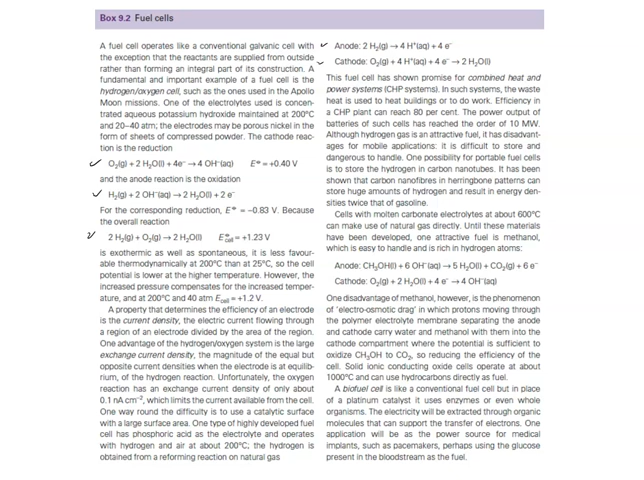 Box 9.2 Fuel cells
A fuel cell operates like a conventional galvanic cell with
the exception that the reactants are supplied from outside
rather than forming an integral part of its construction. A
fundamental and important example of a fuel cell is the
hydrogen/oxygen cell, such as the ones used in the Apollo
Moon missions. One of the electrolytes used is concen-
trated aqueous potassium hydroxide maintained at 200°C
and 20–40 atm; the electrodes may be porous nickel in the
form of sheets of compressed powder. The cathode reac-
tion is the reduction
O₂(g) + 2 H₂O(l) + 4e⁻ → 4 OH⁻(aq) E⦵ = +0.40 V
and the anode reaction is the oxidation
H₂(g) + 2 OH⁻(aq) → 2 H₂O(l) + 2 e⁻
For the corresponding reduction, E⦵ = –0.83 V. Because
the overall reaction
2 H₂(g) + O₂(g) → 2 H₂O(l) E⦵cell = +1.23 V
is exothermic as well as spontaneous, it is less favour-
able thermodynamically at 200°C than at 25°C, so the cell
potential is lower at the higher temperature. However, the
increased pressure compensates for the increased temper-
ature, and at 200°C and 40 atm Ecell = +1.2 V.
A property that determines the efficiency of an electrode
is the current density, the electric current flowing through
a region of an electrode divided by the area of the region.
One advantage of the hydrogen/oxygen system is the large
exchange current density, the magnitude of the equal but
opposite current densities when the electrode is at equilib-
rium, of the hydrogen reaction. Unfortunately, the oxygen
reaction has an exchange current density of only about
0.1 nA cm⁻², which limits the current available from the cell.
One way round the difficulty is to use a catalytic surface
with a large surface area. One type of highly developed fuel
cell has phosphoric acid as the electrolyte and operates
with hydrogen and air at about 200°C; the hydrogen is
obtained from a reforming reaction on natural gas
Anode: 2 H₂(g) → 4 H⁺(aq) + 4 e⁻
Cathode: O₂(g) + 4 H⁺(aq) + 4 e⁻ → 2 H₂O(l)
This fuel cell has shown promise for combined heat and
power systems (CHP systems). In such systems, the waste
heat is used to heat buildings or to do work. Efficiency in
a CHP plant can reach 80 per cent. The power output of
batteries of such cells has reached the order of 10 MW.
Although hydrogen gas is an attractive fuel, it has disadvant-
ages for mobile applications: it is difficult to store and
dangerous to handle. One possibility for portable fuel cells
is to store the hydrogen in carbon nanotubes. It has been
shown that carbon nanofibres in herringbone patterns can
store huge amounts of hydrogen and result in energy den-
sities twice that of gasoline.
Cells with molten carbonate electrolytes at about 600°C
can make use of natural gas directly. Until these materials
have been developed, one attractive fuel is methanol,
which is easy to handle and is rich in hydrogen atoms:
Anode: CH₃OH(l) + 6 OH⁻(aq) → 5 H₂O(l) + CO₂(g) + 6 e⁻
Cathode: O₂(g) + 2 H₂O(l) + 4 e⁻ → 4 OH⁻(aq)
One disadvantage of methanol, however, is the phenomenon
of 'electro-osmotic drag' in which protons moving through
the polymer electrolyte membrane separating the anode
and cathode carry water and methanol with them into the
cathode compartment where the potential is sufficient to
oxidize CH₃OH to CO₂, so reducing the efficiency of the
cell. Solid ionic conducting oxide cells operate at about
1000°C and can use hydrocarbons directly as fuel.
A biofuel cell is like a conventional fuel cell but in place
of a platinum catalyst it uses enzymes or even whole
organisms. The electricity will be extracted through organic
molecules that can support the transfer of electrons. One
application will be as the power source for medical
implants, such as pacemakers, perhaps using the glucose
present in the bloodstream as the fuel.